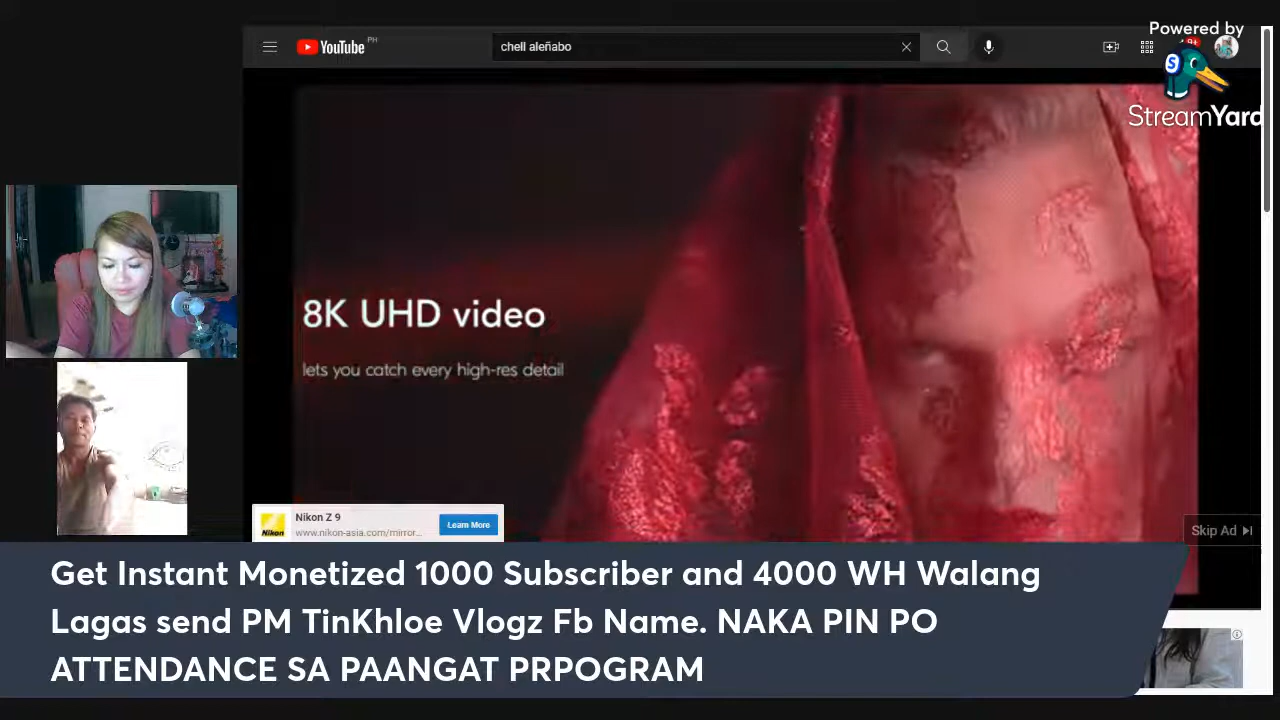 Powered by
StreamYard
YouTube PH
chell aleñabo
9+
8K UHD video
lets you catch every high-res detail
Nikon
Nikon Z 9
www.nikon-asia.com/mirror...
Learn More
Skip Ad
Get Instant Monetized 1000 Subscriber and 4000 WH Walang
Lagas send PM TinKhloe Vlogz Fb Name. NAKA PIN PO
ATTENDANCE SA PAANGAT PRPOGRAM